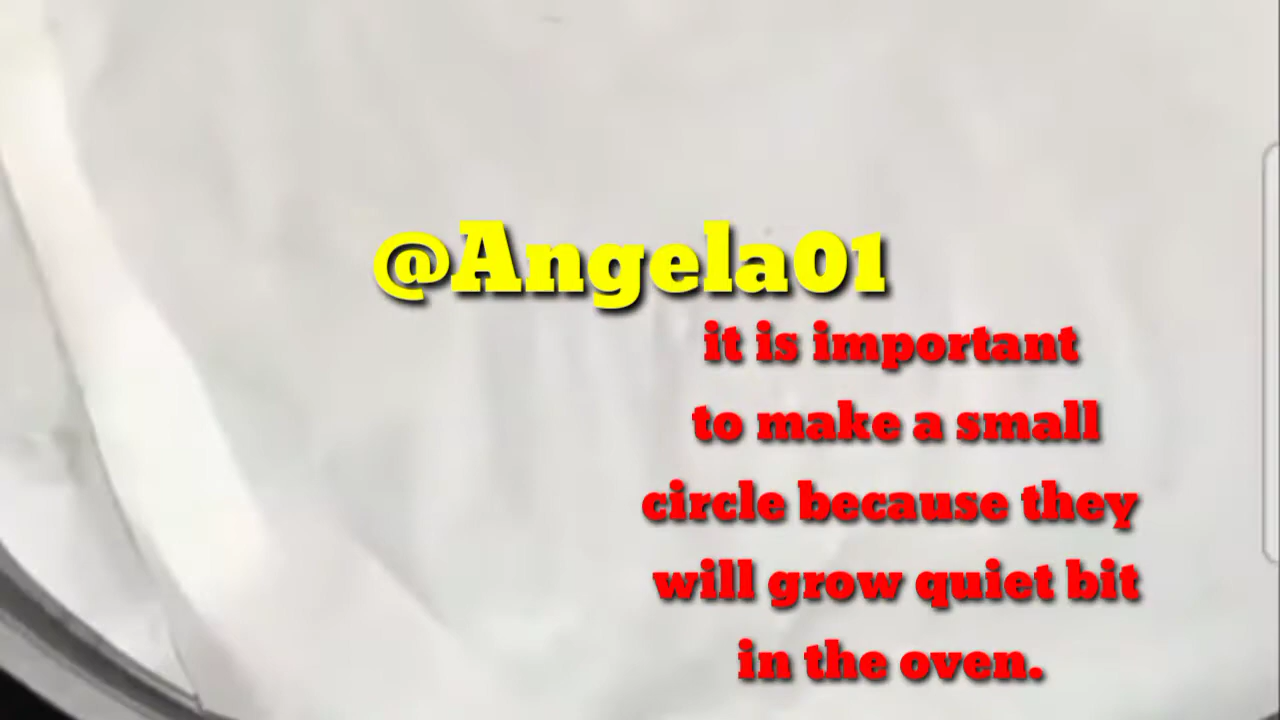 @Angela01
it is important
to make a small
circle because they
will grow quiet bit
in the oven.